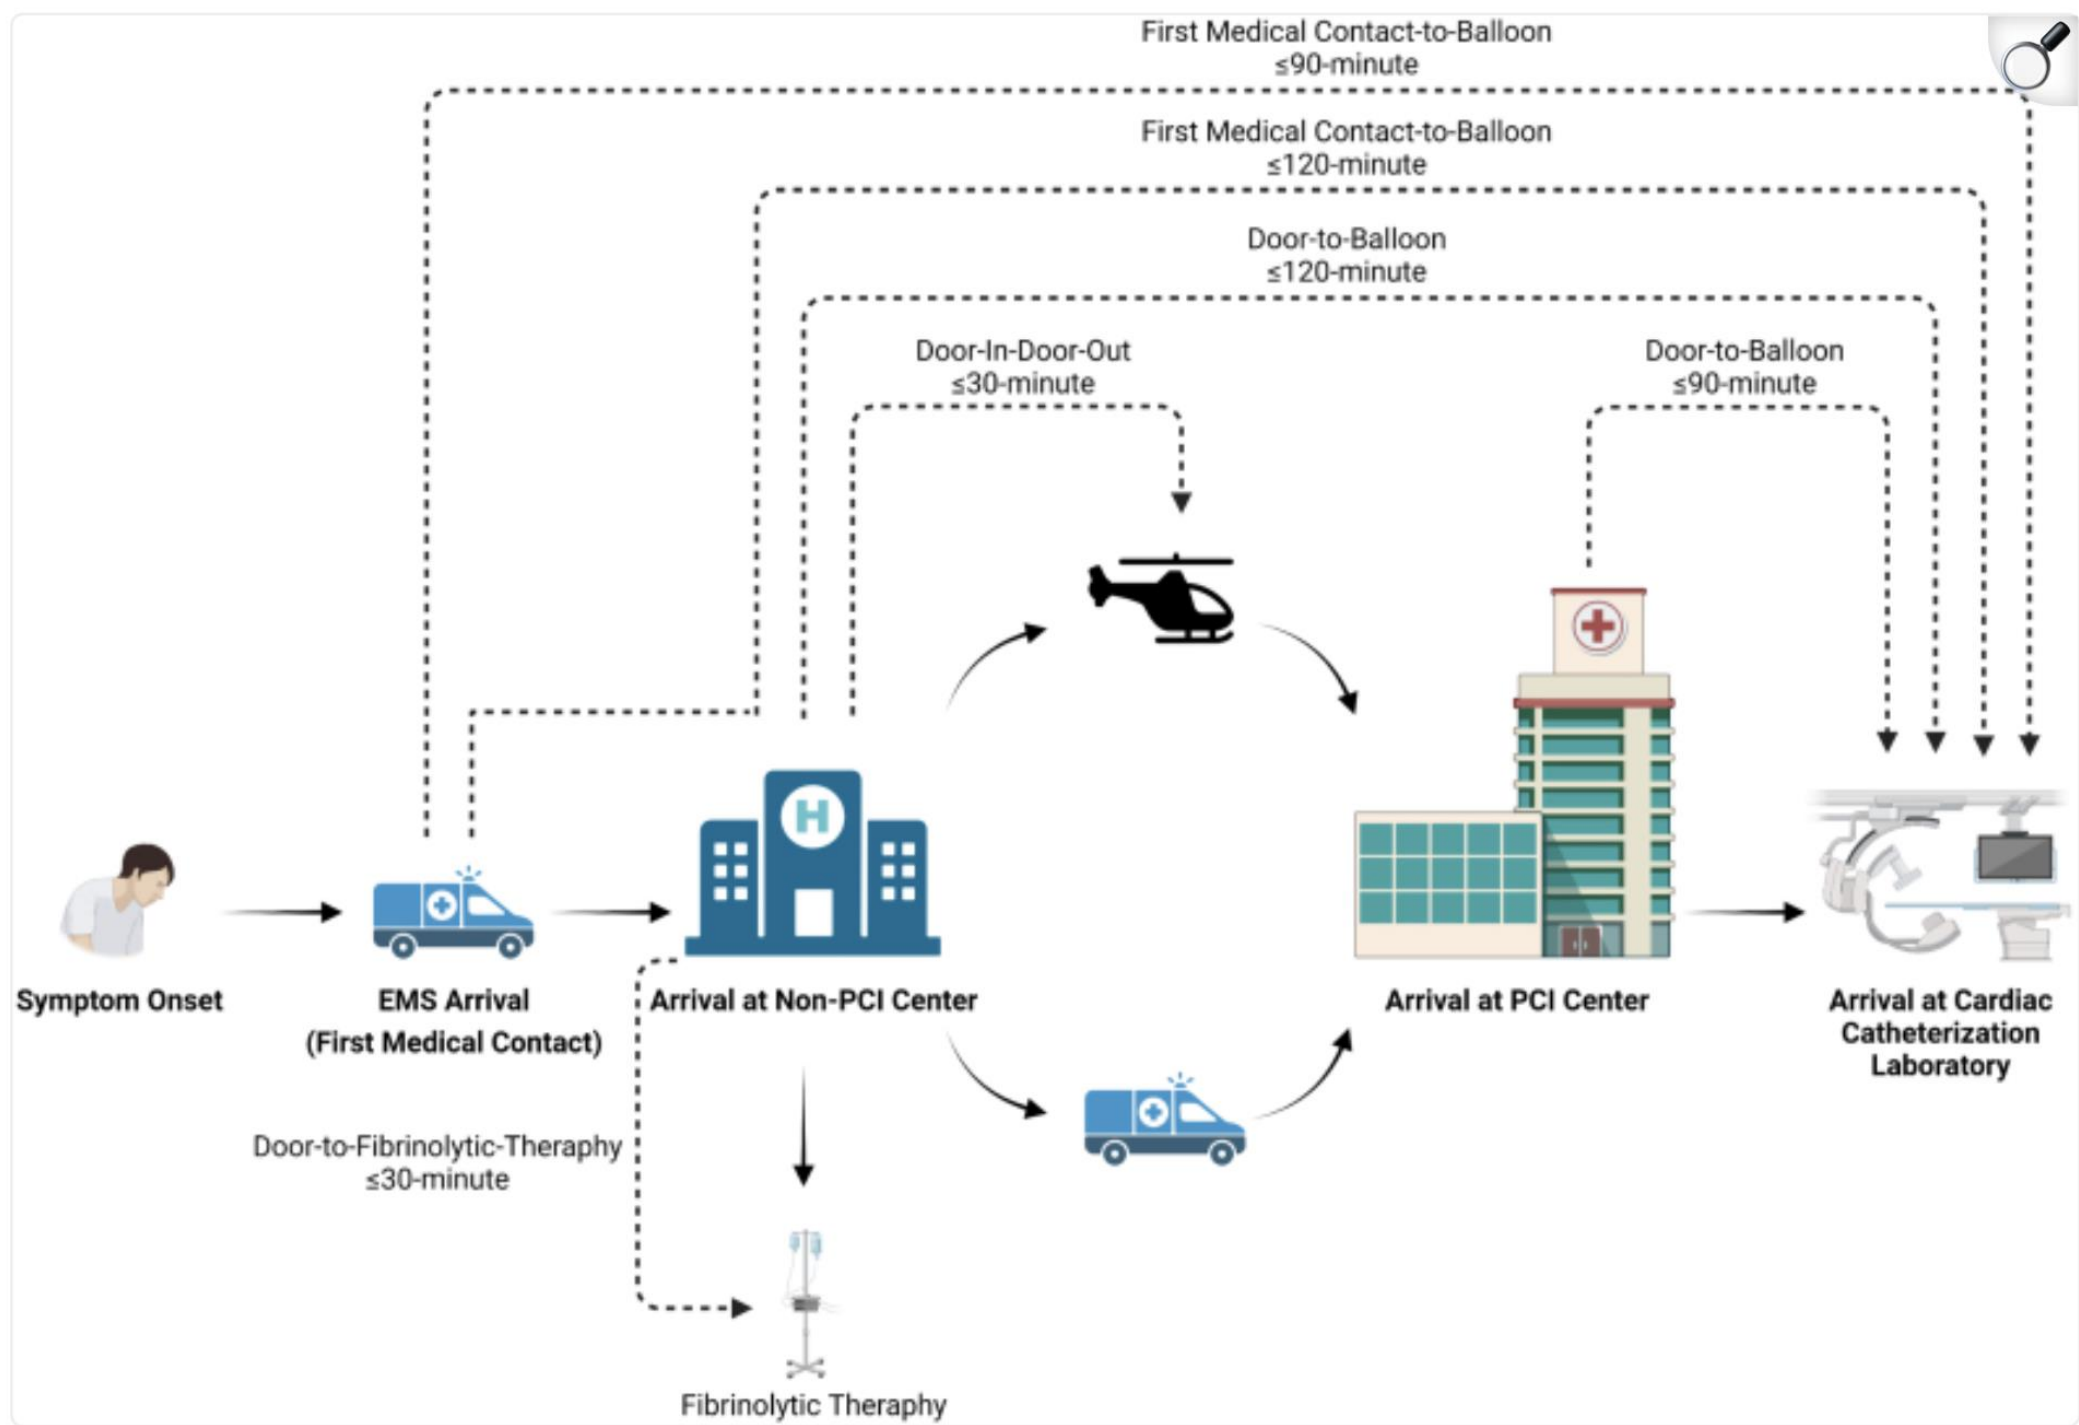 First Medical Contact-to-Balloon
≤90-minute
First Medical Contact-to-Balloon
≤120-minute
Door-to-Balloon
≤120-minute
Door-In-Door-Out
≤30-minute
Door-to-Balloon
≤90-minute
H
Symptom Onset
EMS Arrival
(First Medical Contact)
Arrival at Non-PCI Center
Arrival at PCI Center
Arrival at Cardiac
Catheterization
Laboratory
Door-to-Fibrinolytic-Theraphy
≤30-minute
Fibrinolytic Theraphy